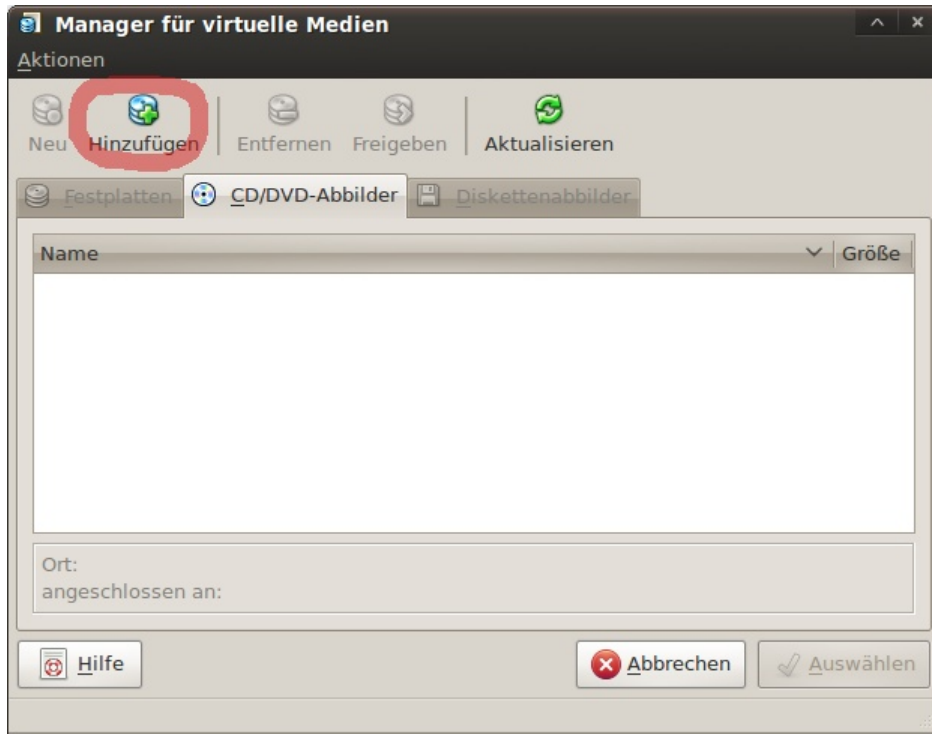 Manager für virtuelle Medien
Aktionen
Neu Hinzufügen Entfernen Freigeben Aktualisieren
Festplatten CD/DVD-Abbilder Diskettenabbilder
Name Größe
Ort:
angeschlossen an:
Hilfe Abbrechen Auswählen